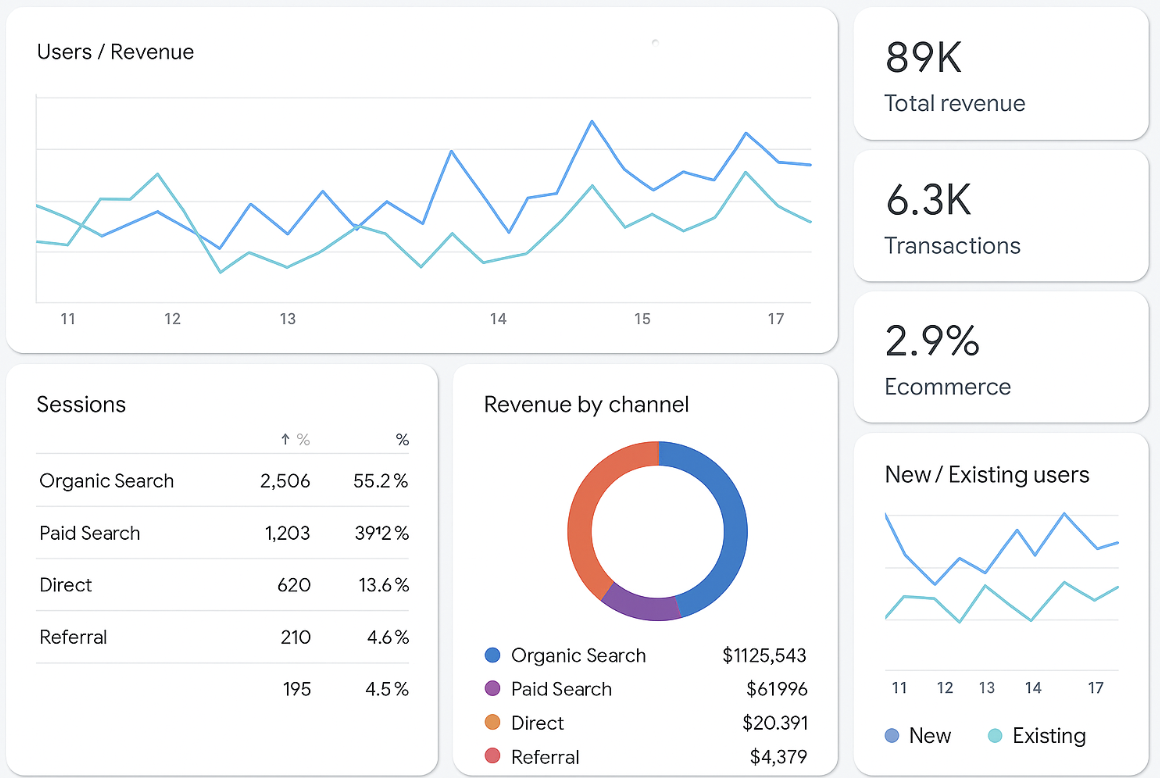 Users / Revenue
11 12 13 14 15 17
89K
Total revenue
6.3K
Transactions
2.9%
Ecommerce
Sessions
↑ % %
Organic Search 2,506 55.2%
Paid Search 1,203 39'2%
Direct 620 13.6%
Referral 210 4.6%
195 4.5%
Revenue by channel
Organic Search $1125,543
Paid Search $61996
Direct $20.391
Referral $4,379
New / Existing users
11 12 13 14 17
New Existing